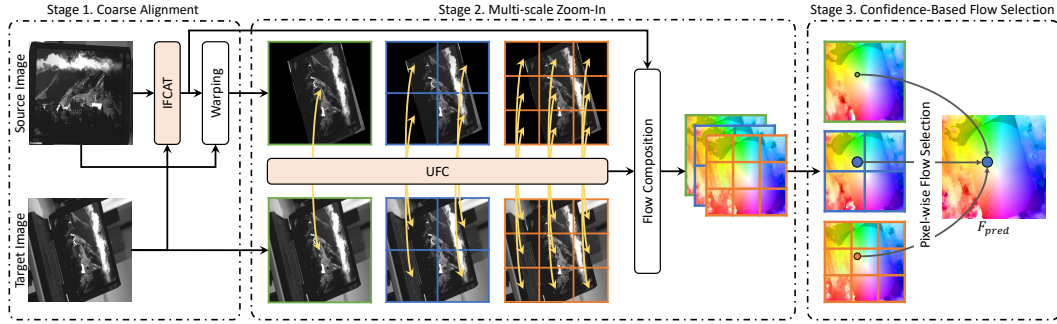 Stage 1. Coarse Alignment
Source Image
Target Image
IFCAT
Warping
Stage 2. Multi-scale Zoom-In
UFC
Flow Composition
Stage 3. Confidence-Based Flow Selection
Pixel-wise Flow Selection
F_pred